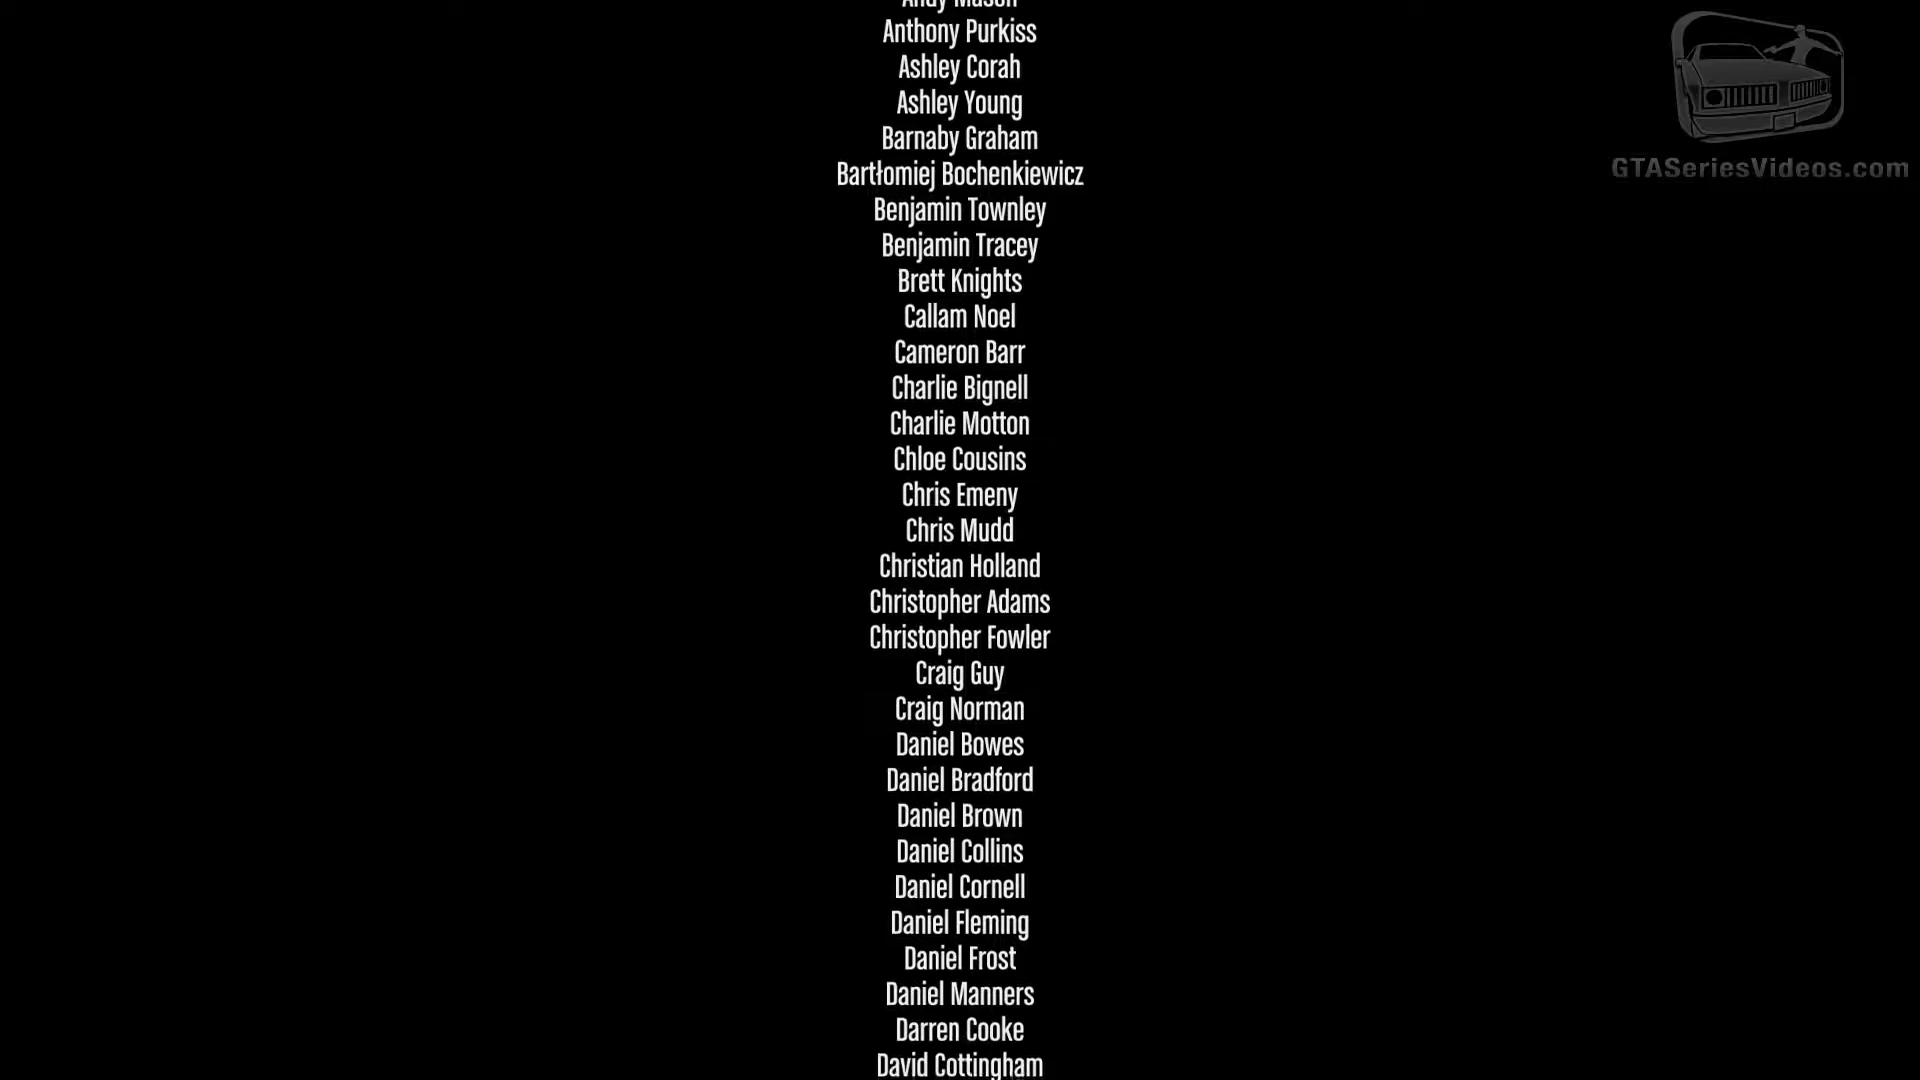 Andy Mason
Anthony Purkiss
Ashley Corah
Ashley Young
Barnaby Graham
Bartłomiej Bochenkiewicz
Benjamin Townley
Benjamin Tracey
Brett Knights
Callam Noel
Cameron Barr
Charlie Bignell
Charlie Motton
Chloe Cousins
Chris Emeny
Chris Mudd
Christian Holland
Christopher Adams
Christopher Fowler
Craig Guy
Craig Norman
Daniel Bowes
Daniel Bradford
Daniel Brown
Daniel Collins
Daniel Cornell
Daniel Fleming
Daniel Frost
Daniel Manners
Darren Cooke
David Cottingham
GTASeriesVideos.com